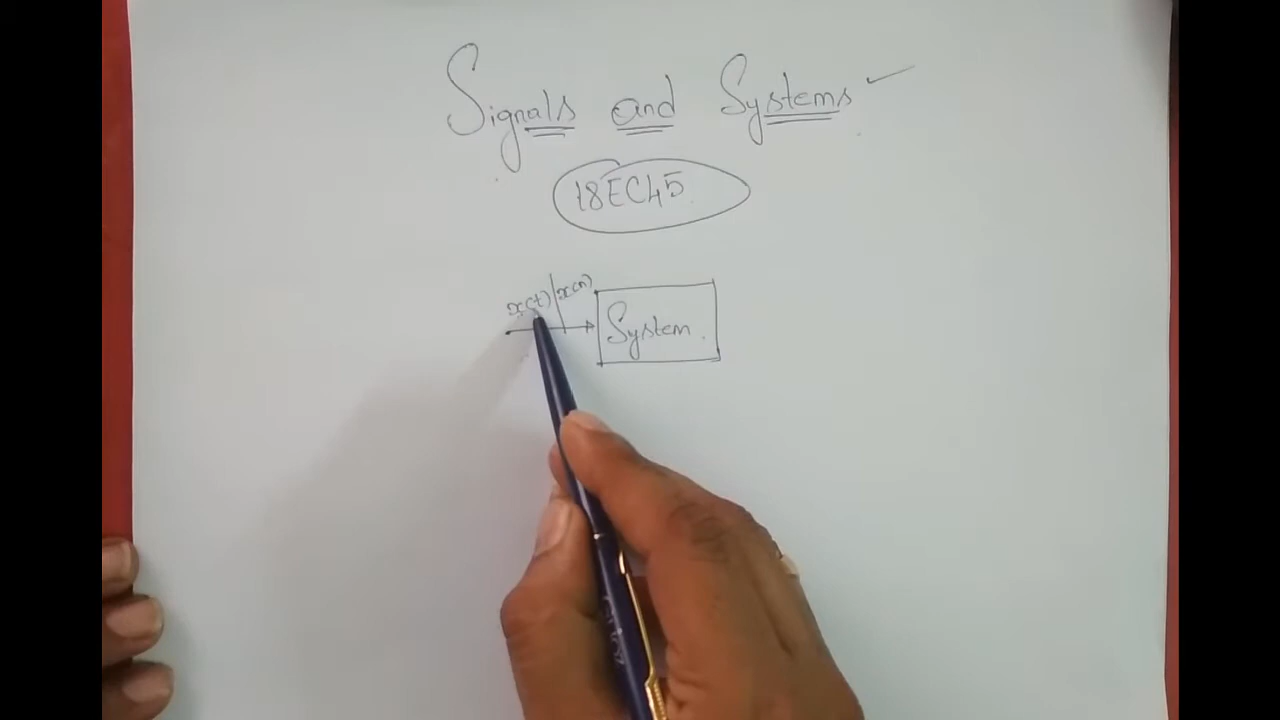 Signals and Systems
18EC45
x(t) | x(n)
System